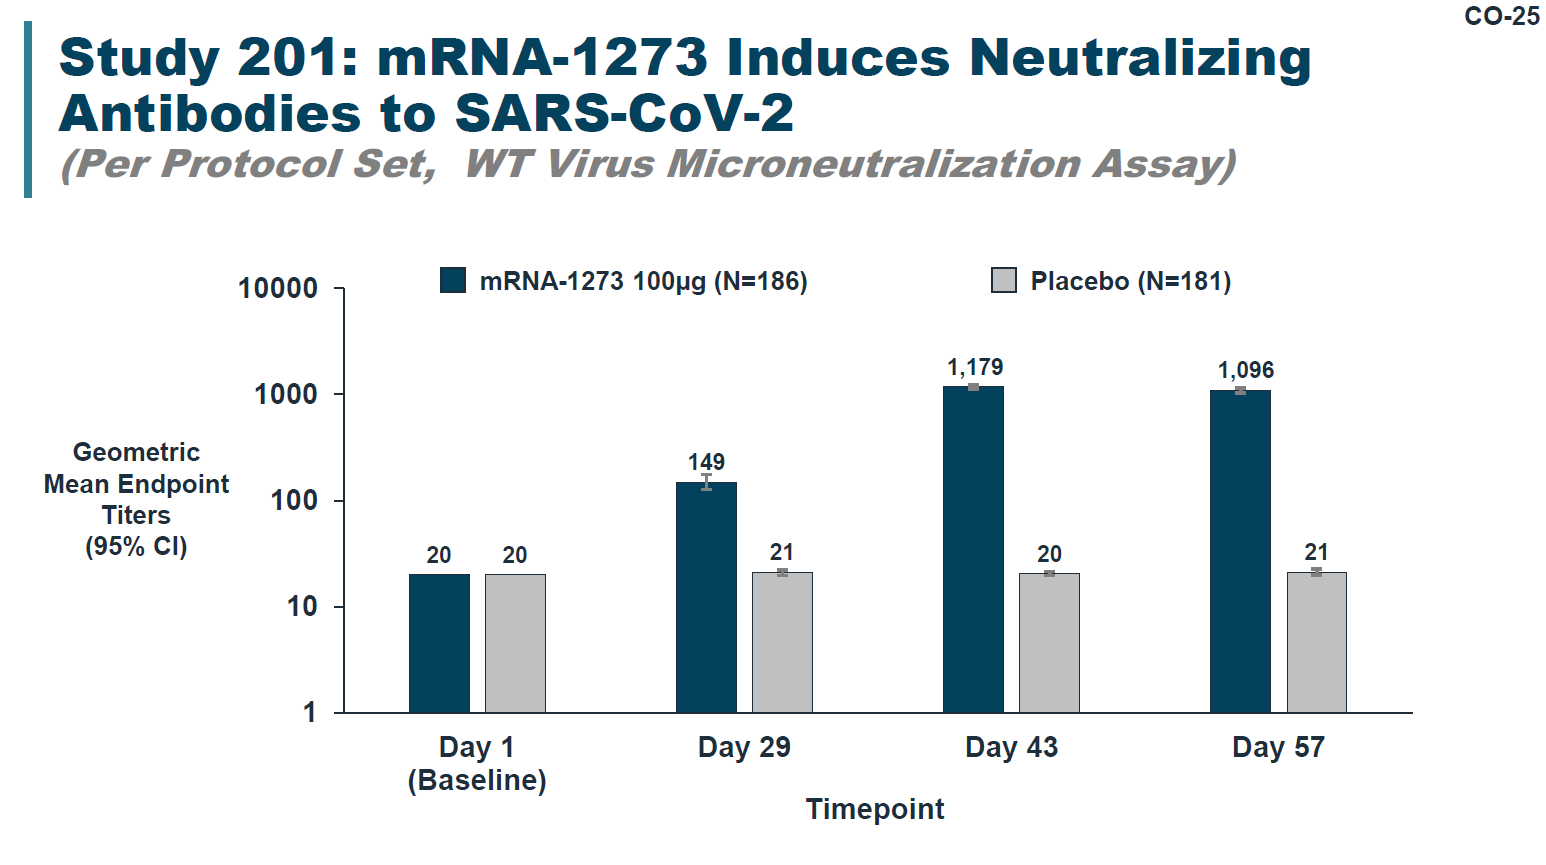 CO-25
Study 201: mRNA-1273 Induces Neutralizing
Antibodies to SARS-CoV-2
(Per Protocol Set,  WT Virus Microneutralization Assay)
mRNA-1273 100µg (N=186)
Placebo (N=181)
Geometric
Mean Endpoint
Titers
(95% CI)
10000
1000
100
10
1
20
20
149
21
1,179
20
1,096
21
Day 1
(Baseline)
Day 29
Day 43
Day 57
Timepoint